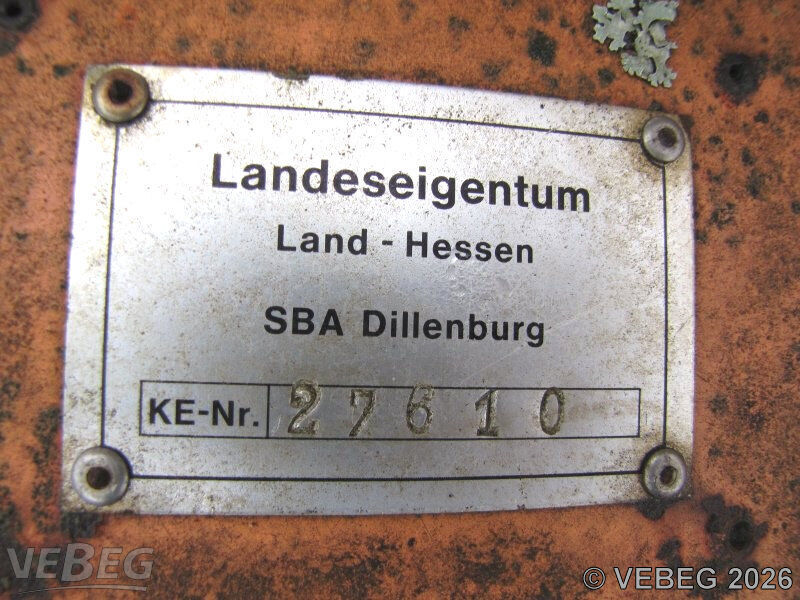 Landeseigentum
Land - Hessen
SBA Dillenburg
KE-Nr. 27610
VEBEG
© VEBEG 2026